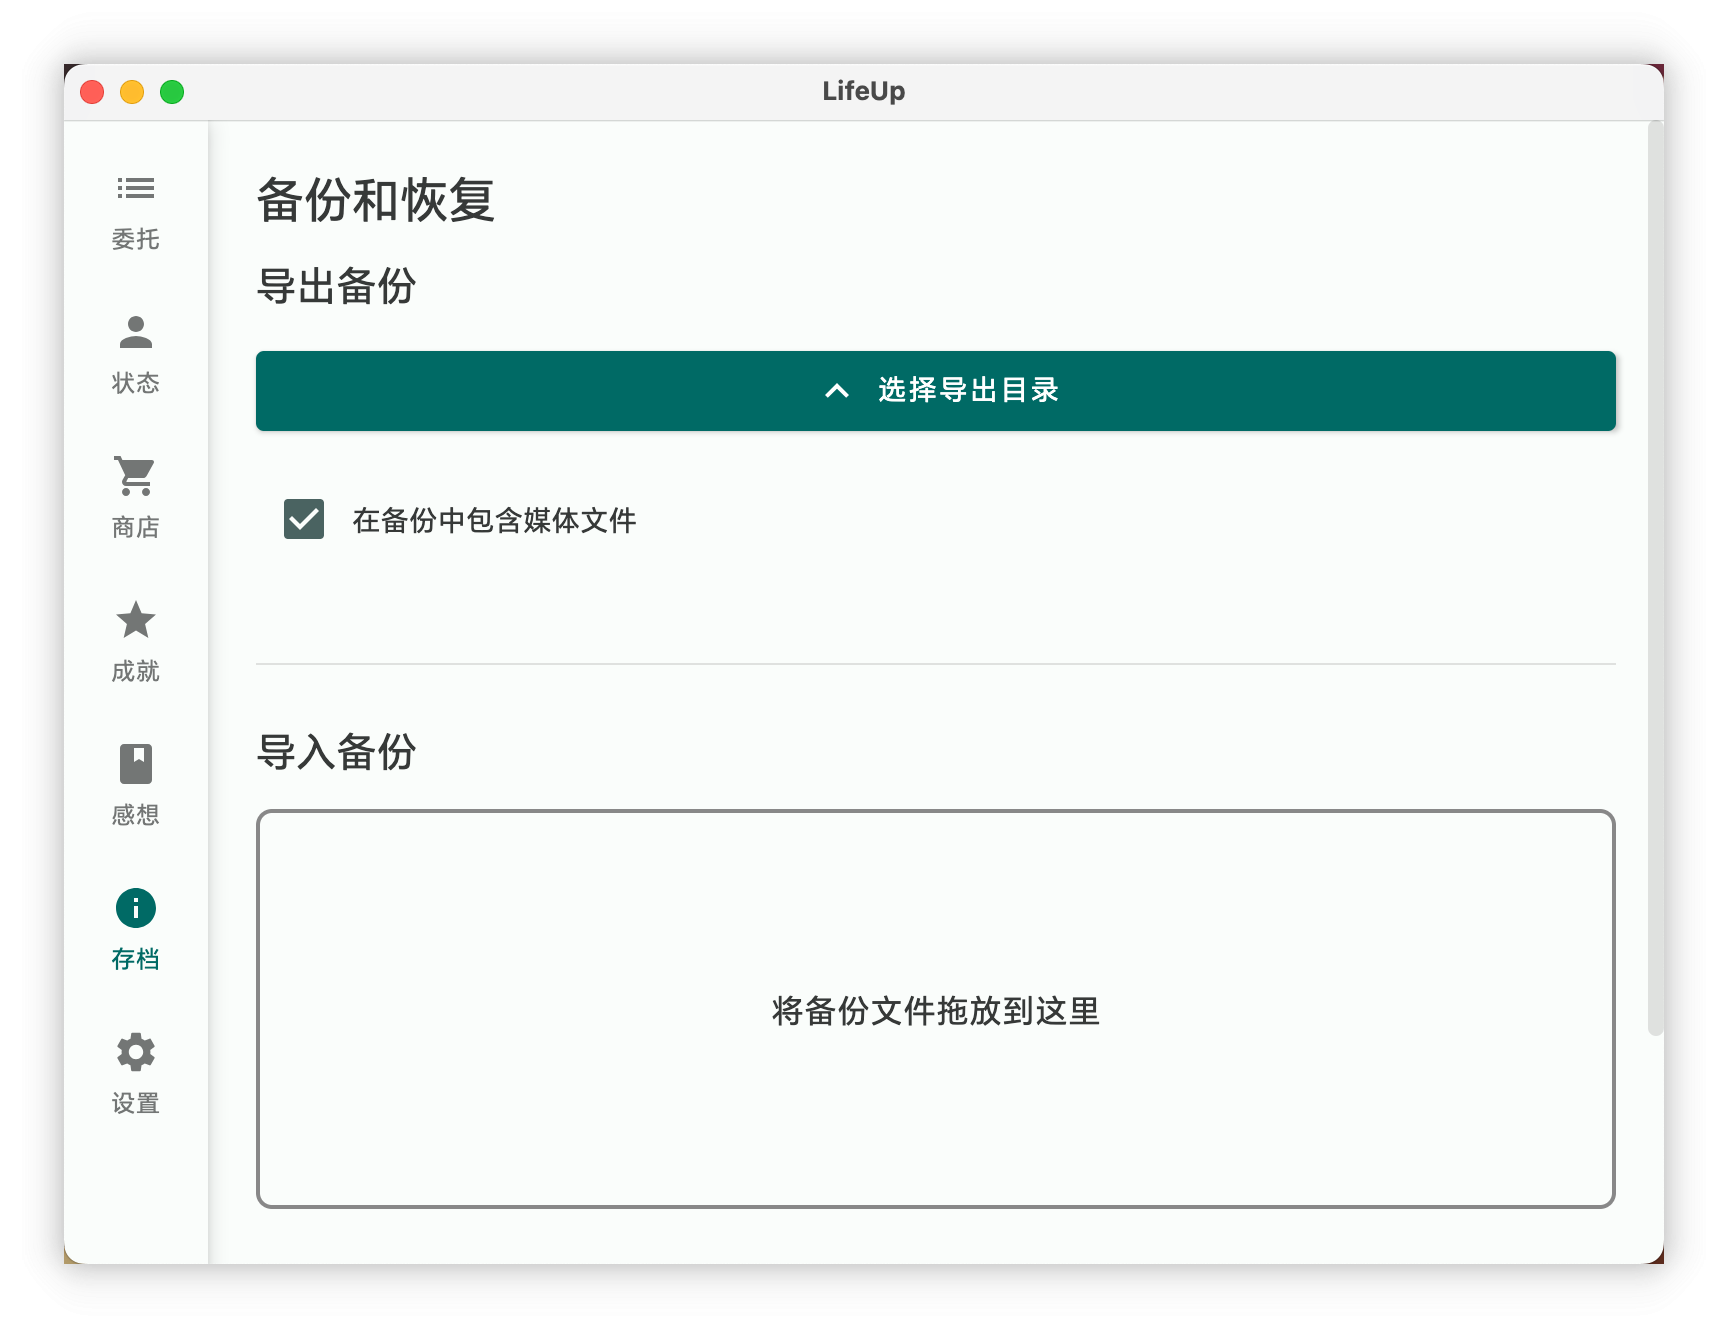 LifeUp
委托
状态
商店
成就
感想
存档
设置
备份和恢复
导出备份
选择导出目录
在备份中包含媒体文件
导入备份
将备份文件拖放到这里